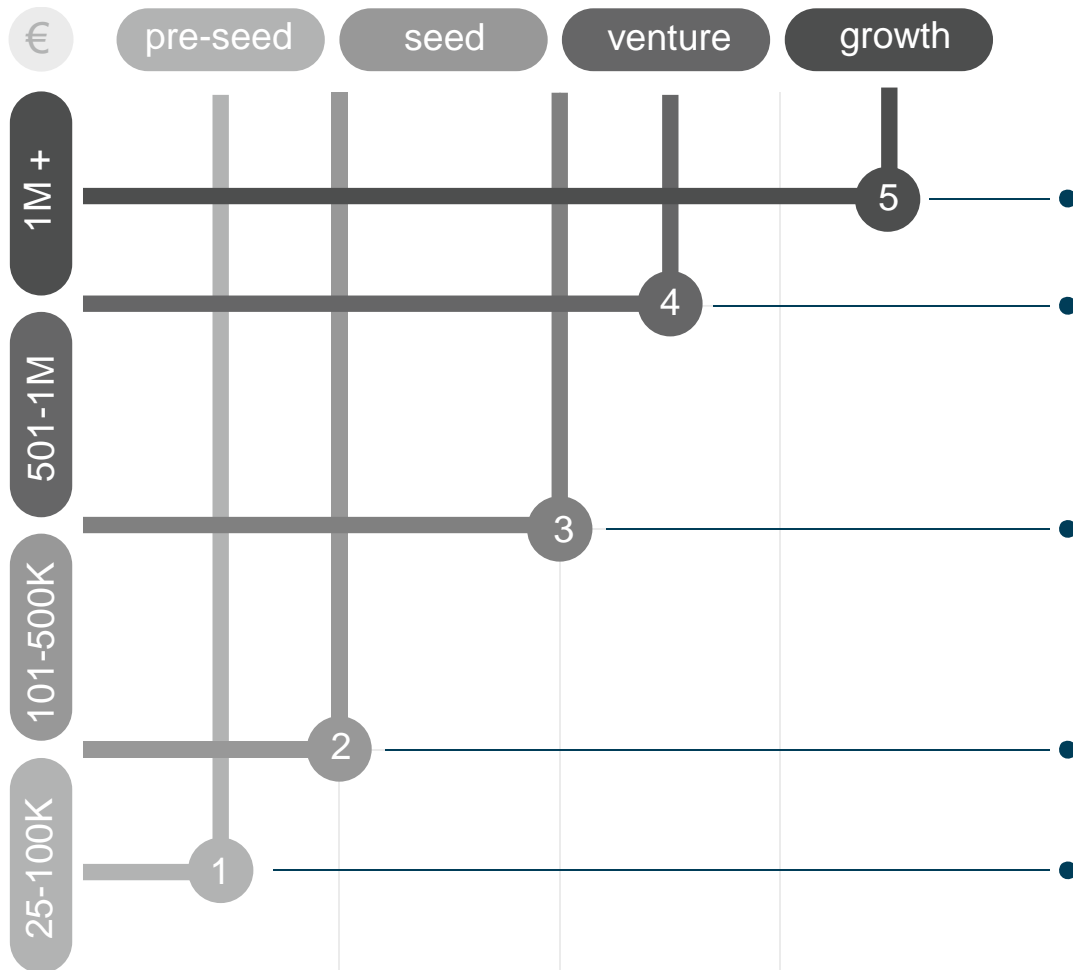 €
pre-seed
seed
venture
growth
1M +
5
4
501-1M
3
101-500K
2
25-100K
1